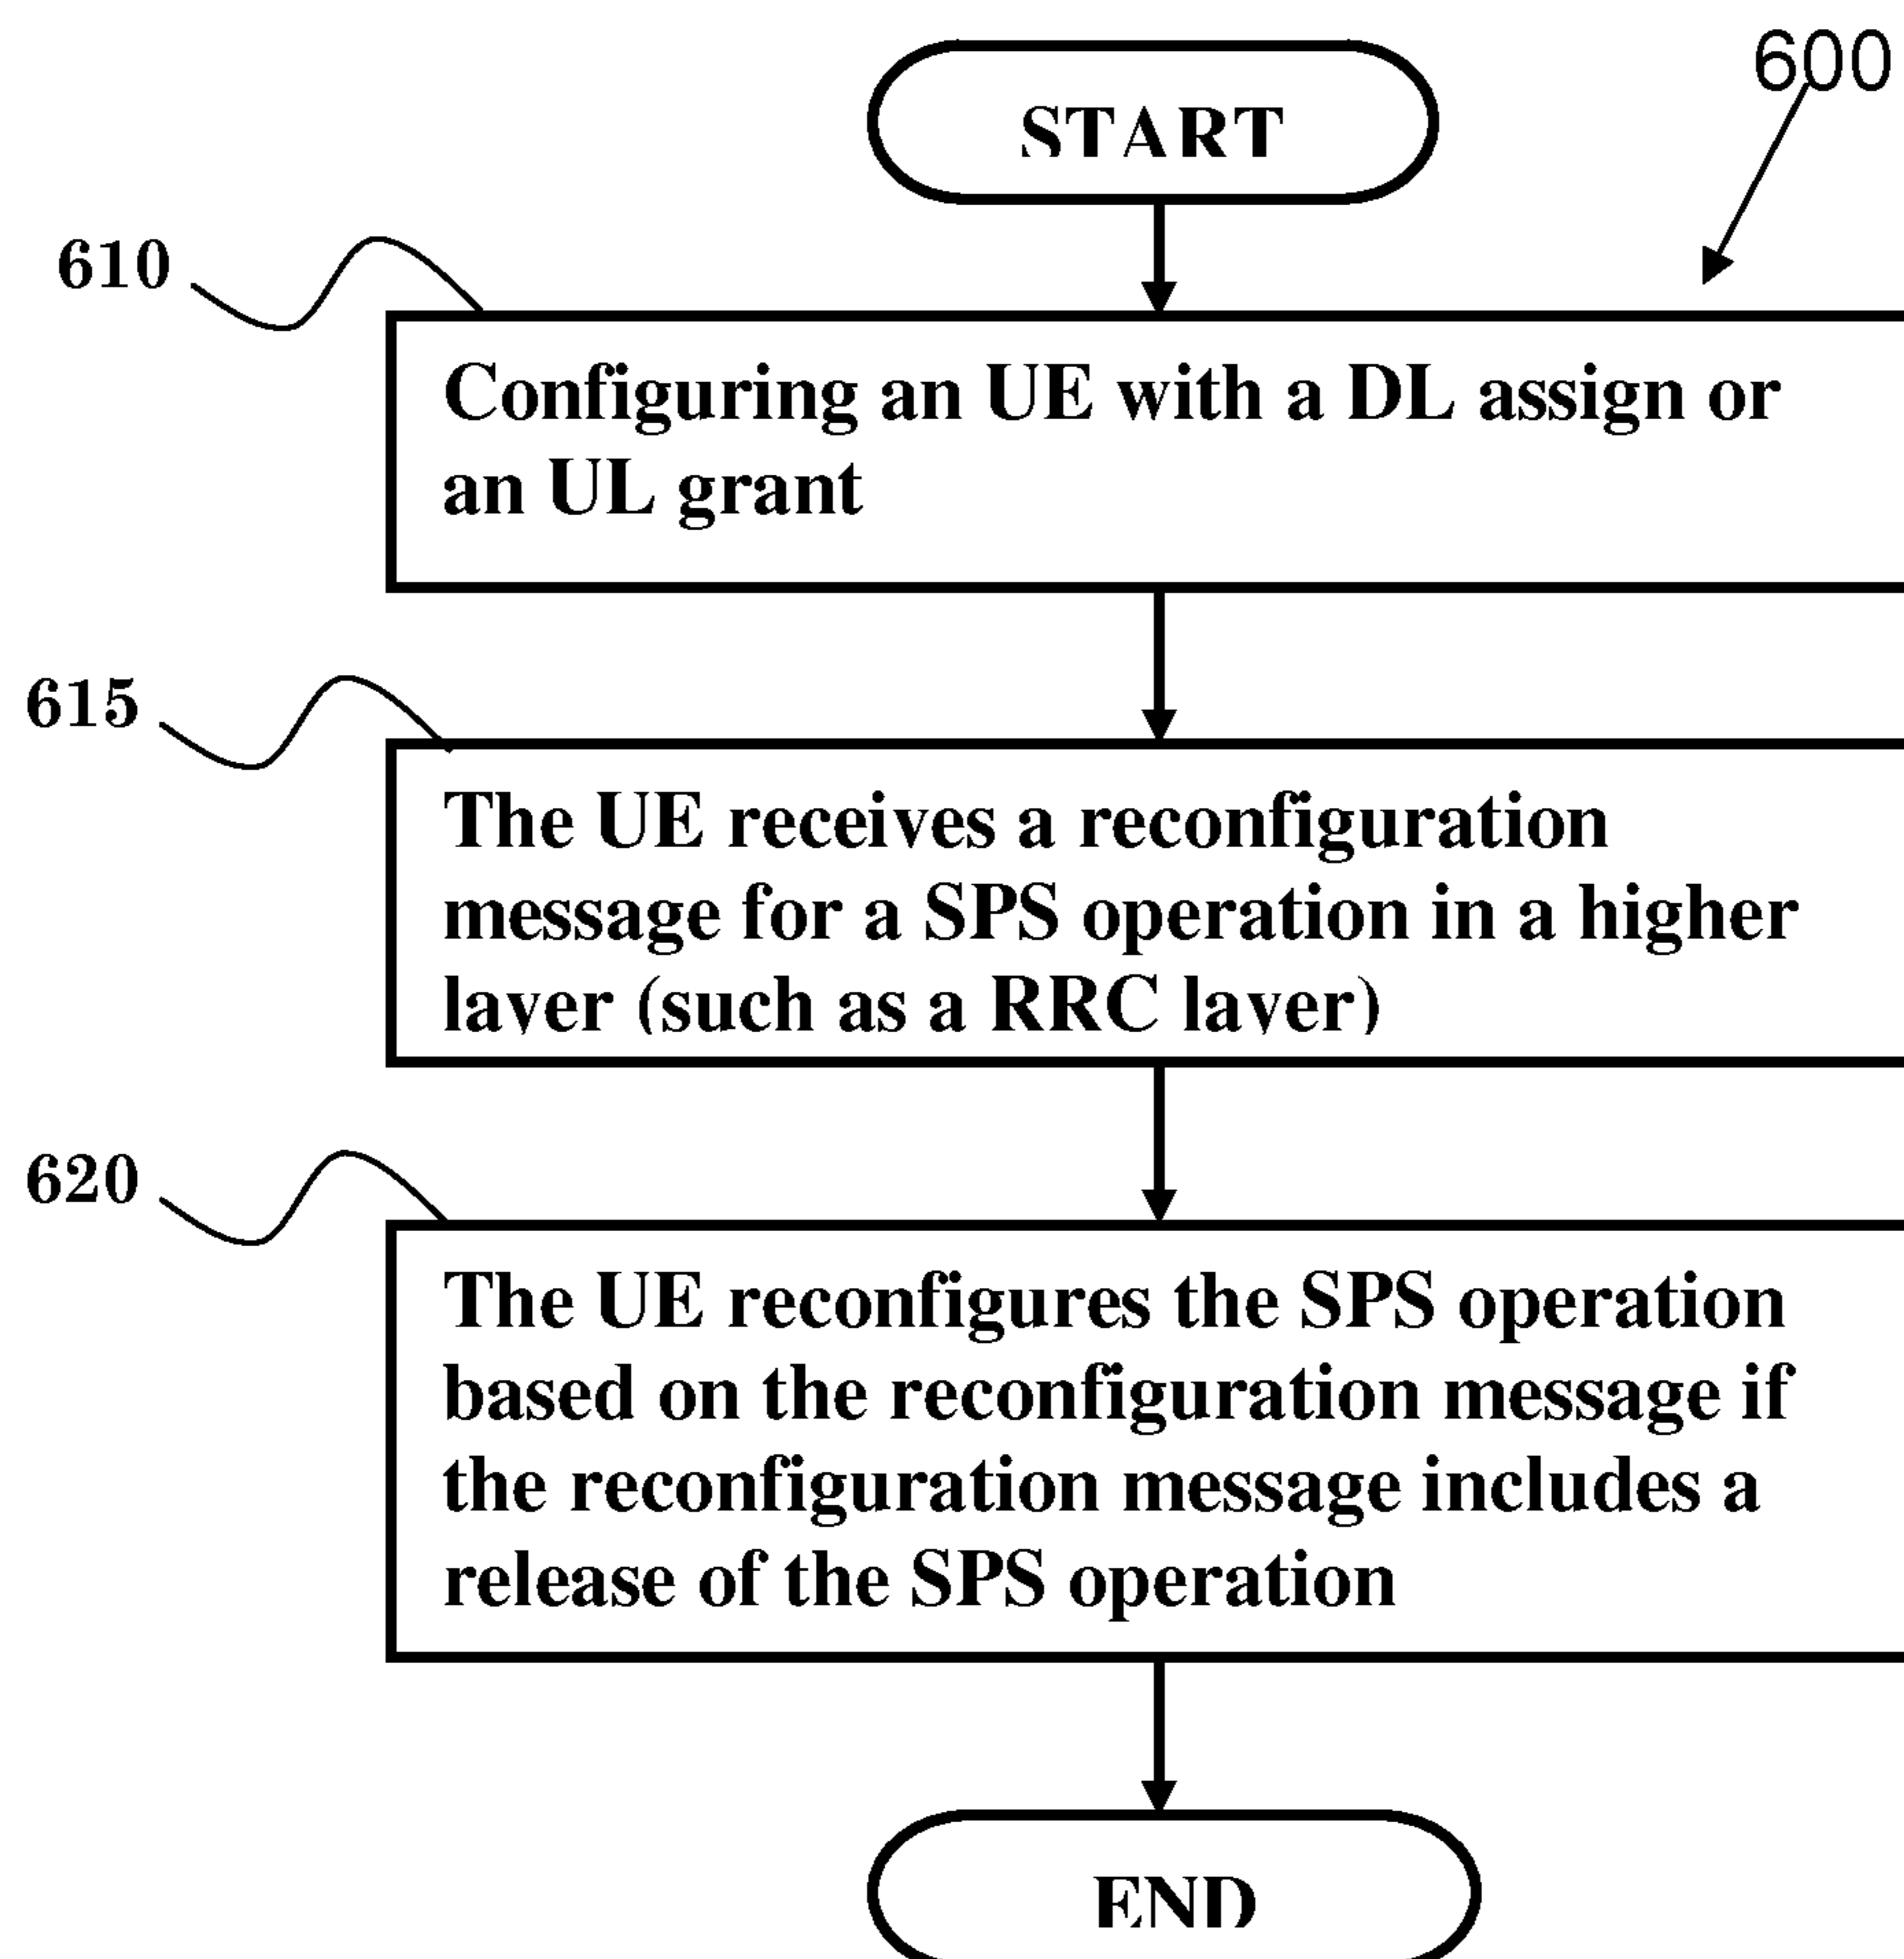 START
600
610
Configuring an UE with a DL assign or
an UL grant
615
The UE receives a reconfiguration
message for a SPS operation in a higher
layer (such as a RRC layer)
620
The UE reconfigures the SPS operation
based on the reconfiguration message if
the reconfiguration message includes a
release of the SPS operation
END